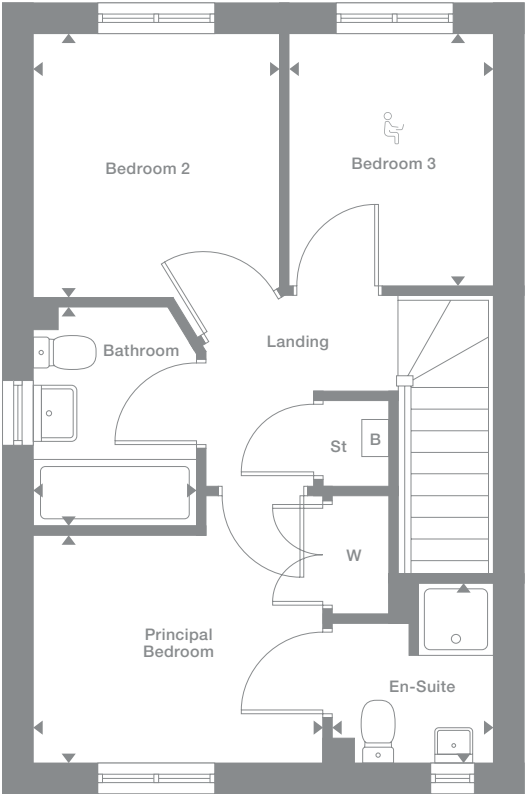 Bedroom 2
Bedroom 3
Landing
Bathroom
St
B
W
Principal
Bedroom
En-Suite